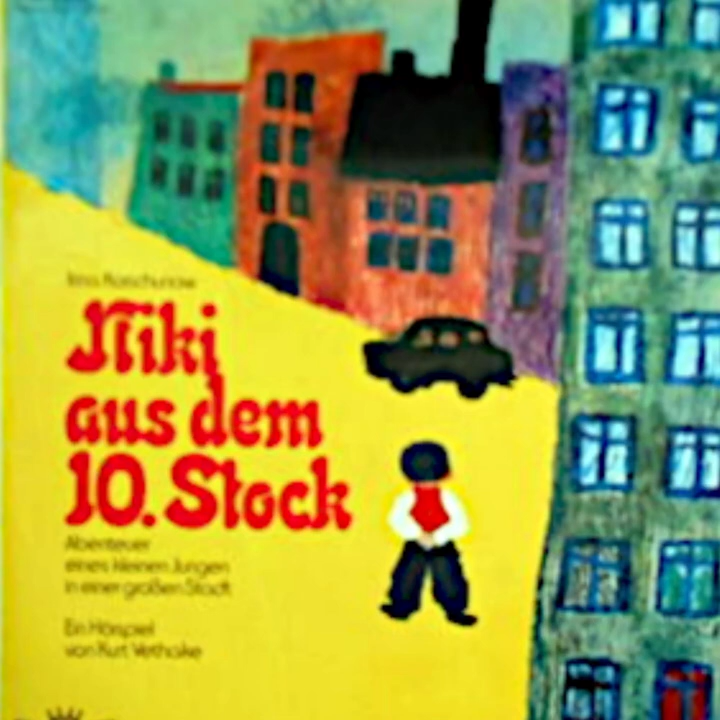 Irina Korschunow
Niki
aus dem
10. Stock
Abenteuer
eines kleinen Jungen
in einer großen Stadt
Ein Hörspiel
von Kurt Vethake